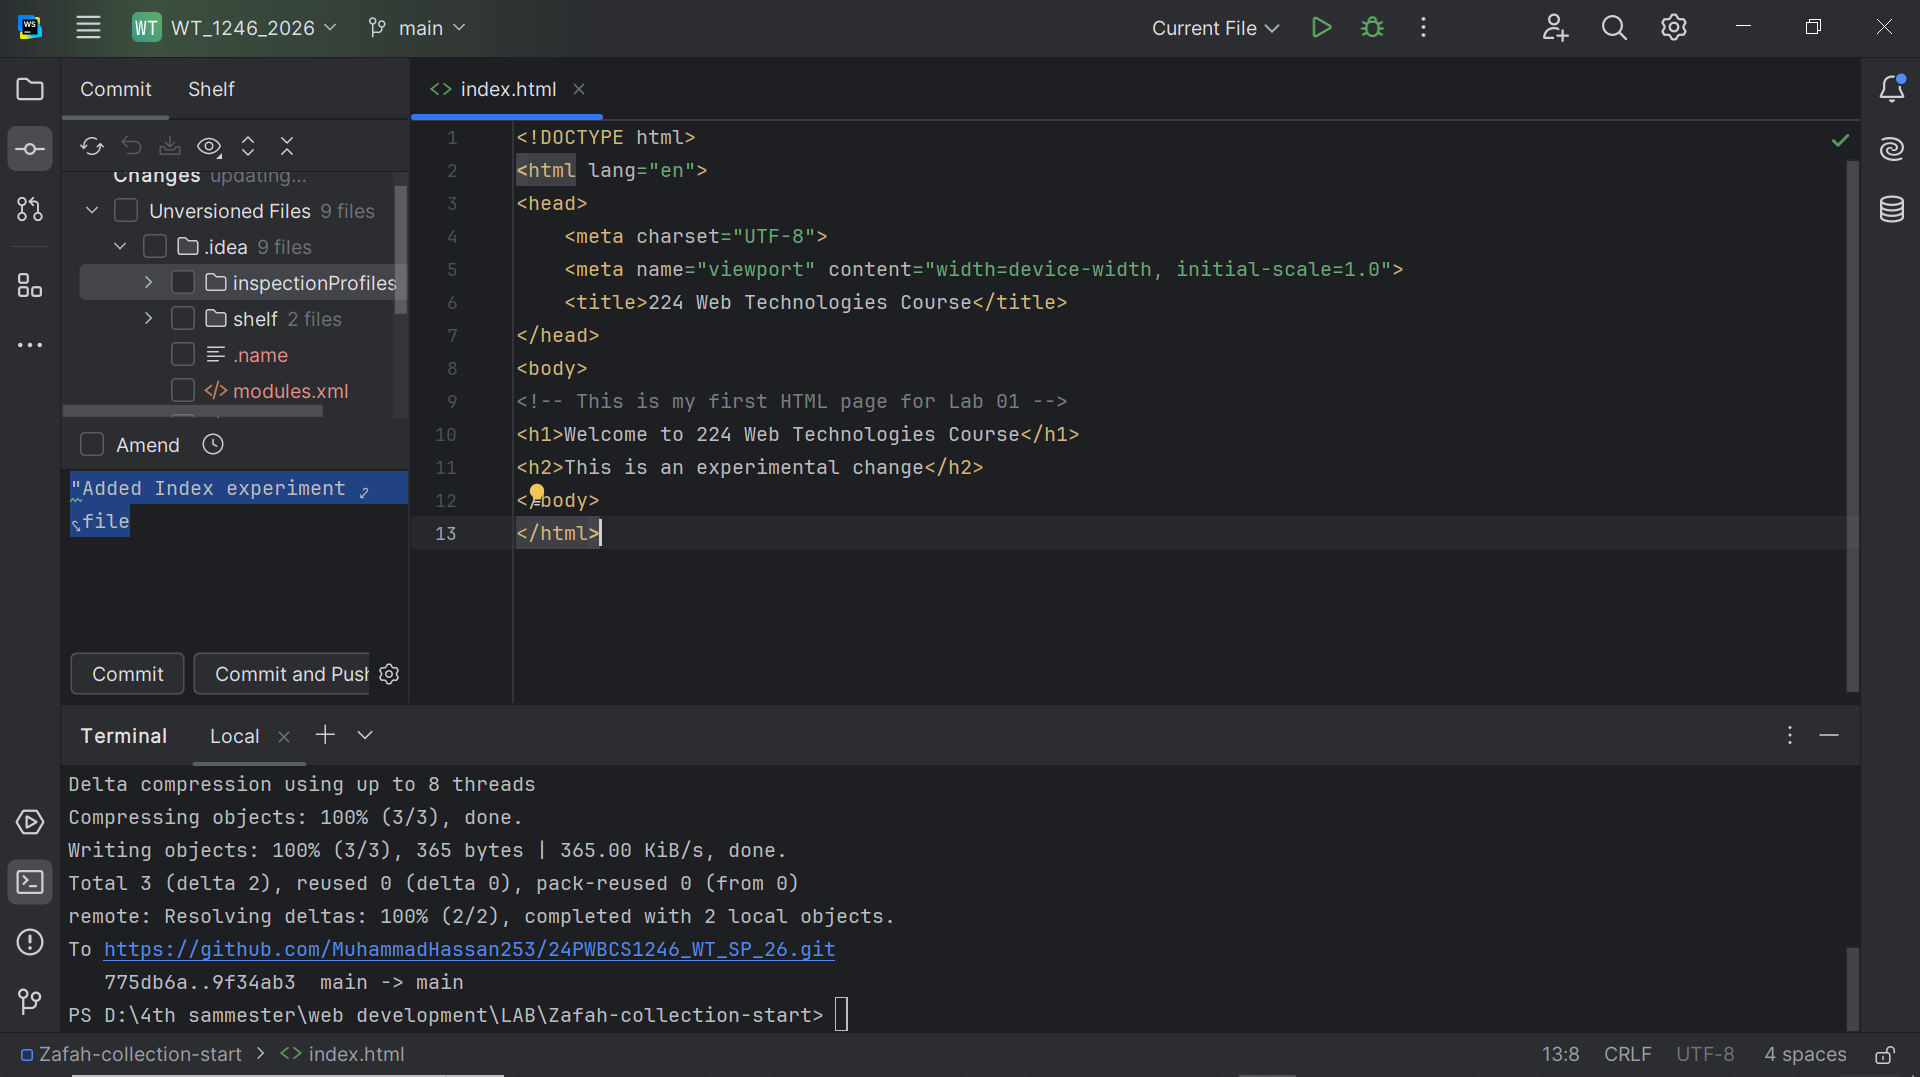 WS
WT WT_1246_2026 main Current File
Commit Shelf
Changes updating...
Unversioned Files 9 files
.idea 9 files
inspectionProfiles
shelf 2 files
.name
modules.xml
Amend
"Added Index experiment
file
Commit Commit and Push
index.html
1 <!DOCTYPE html>
2 <html lang="en">
3 <head>
4 <meta charset="UTF-8">
5 <meta name="viewport" content="width=device-width, initial-scale=1.0">
6 <title>224 Web Technologies Course</title>
7 </head>
8 <body>
9 <!-- This is my first HTML page for Lab 01 -->
10 <h1>Welcome to 224 Web Technologies Course</h1>
11 <h2>This is an experimental change</h2>
12 </body>
13 </html>
Terminal Local
Delta compression using up to 8 threads
Compressing objects: 100% (3/3), done.
Writing objects: 100% (3/3), 365 bytes | 365.00 KiB/s, done.
Total 3 (delta 2), reused 0 (delta 0), pack-reused 0 (from 0)
remote: Resolving deltas: 100% (2/2), completed with 2 local objects.
To https://github.com/MuhammadHassan253/24PWBCS1246_WT_SP_26.git
775db6a..9f34ab3 main -> main
PS D:\4th sammester\web development\LAB\Zafah-collection-start>
Zafah-collection-start > index.html 13:8 CRLF UTF-8 4 spaces